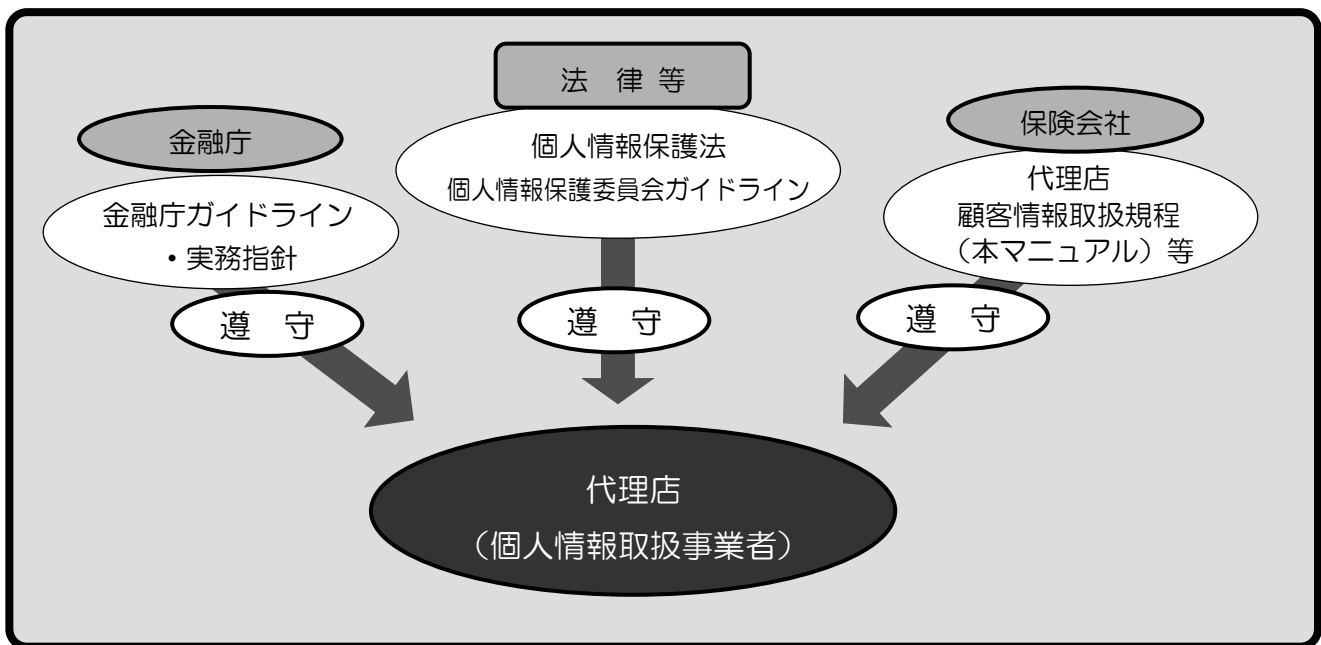 法　律 等
個人情報保護法
個人情報保護委員会ガイドライン
金融庁
金融庁ガイドライン
・実務指針
保険会社
代理店
顧客情報取扱規程
（本マニュアル）等
遵　守
遵　守
遵　守
代理店
（個人情報取扱事業者）